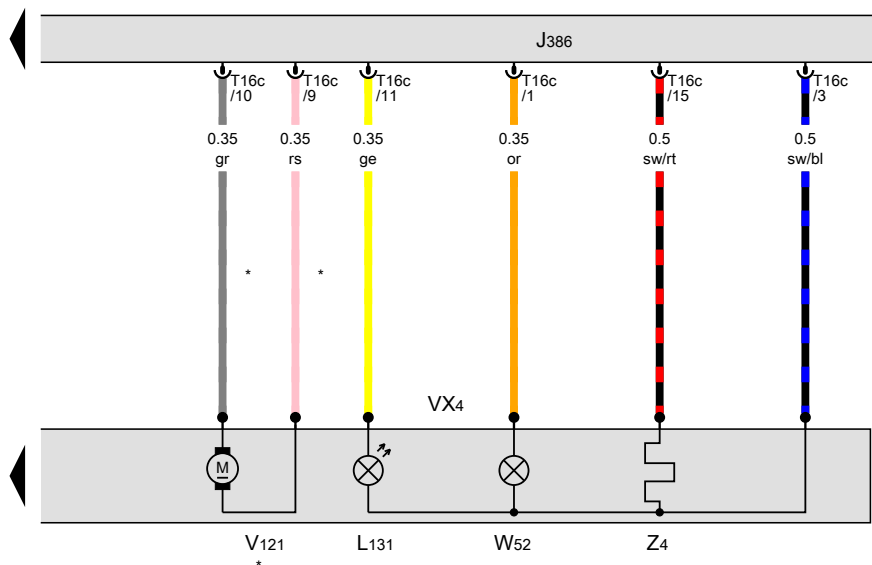 J386
T16c T16c T16c T16c T16c T16c
/10 /9 /11 /1 /15 /3
0.35 0.35 0.35 0.35 0.5 0.5
gr rs ge or sw/rt sw/bl
* *
VX4
M
V121 L131 W52 Z4
*